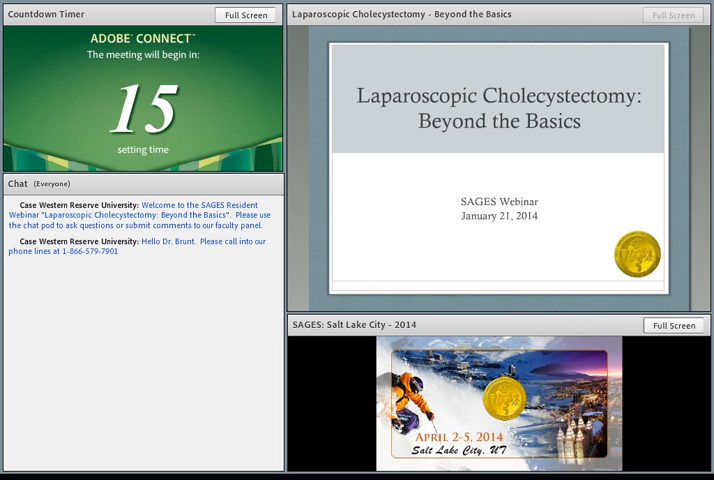 Countdown Timer
Full Screen
ADOBE® CONNECT™
The meeting will begin in:
15
setting time
Chat (Everyone)
Case Western Reserve University: Welcome to the SAGES Resident
Webinar "Laparoscopic Cholecystectomy: Beyond the Basics". Please use
the chat pod to ask questions or submit comments to our faculty panel.
Case Western Reserve University: Hello Dr. Brunt. Please call into our
phone lines at 1-866-579-7901
Laparoscopic Cholecystectomy - Beyond the Basics
Full Screen
Laparoscopic Cholecystectomy:
Beyond the Basics
SAGES Webinar
January 21, 2014
SAGES: Salt Lake City - 2014
Full Screen
APRIL 2-5, 2014
Salt Lake City, UT